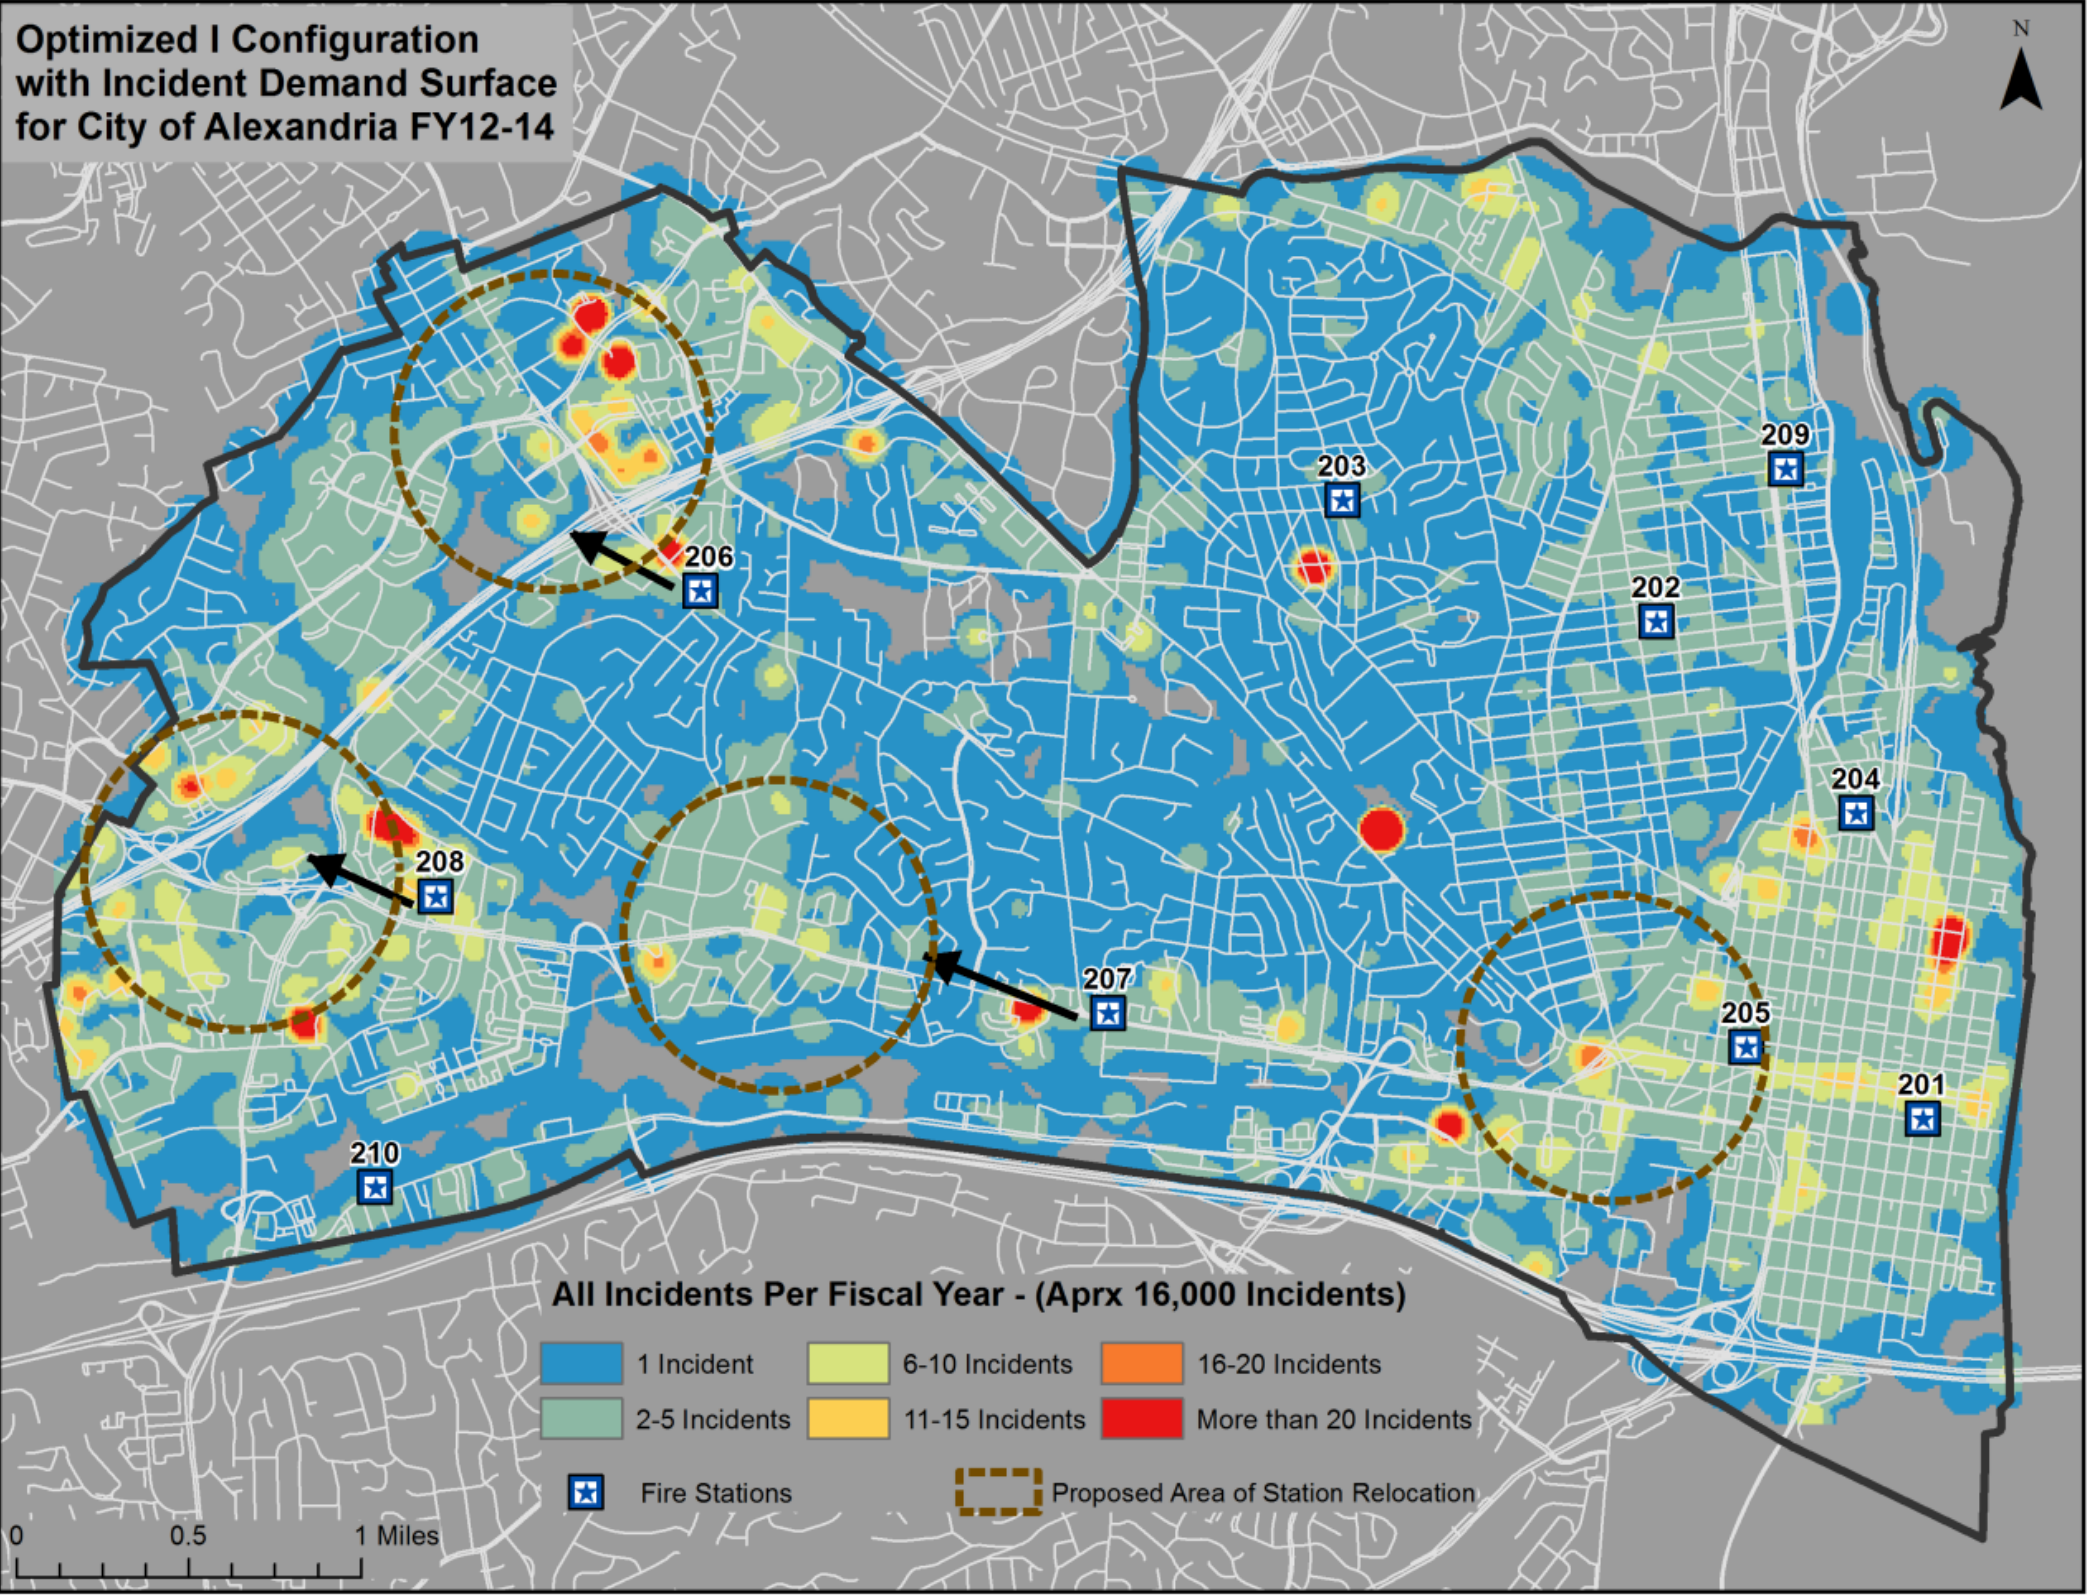 Optimized I Configuration
with Incident Demand Surface
for City of Alexandria FY12-14
N
209
203
206
202
204
208
207
205
201
210
All Incidents Per Fiscal Year - (Aprx 16,000 Incidents)
1 Incident
6-10 Incidents
16-20 Incidents
2-5 Incidents
11-15 Incidents
More than 20 Incidents
Fire Stations
Proposed Area of Station Relocation
0 0.5 1 Miles